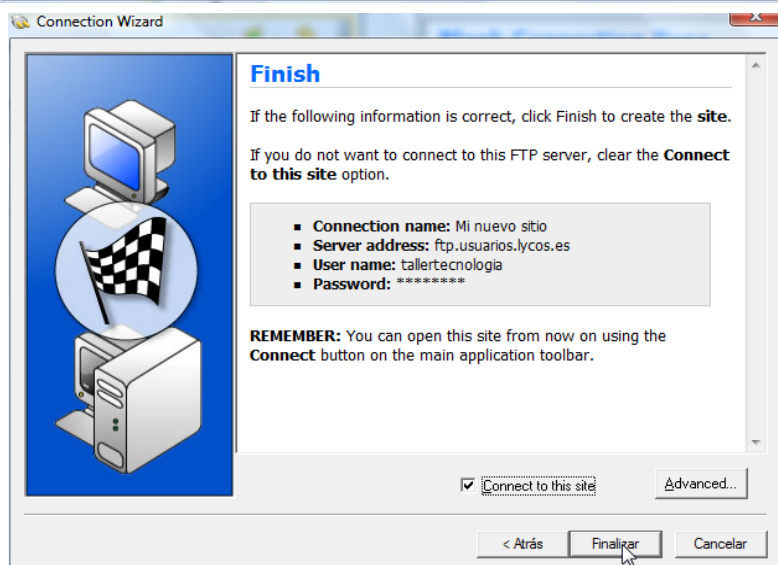 Connection Wizard
Finish
If the following information is correct, click Finish to create the site.
If you do not want to connect to this FTP server, clear the Connect
to this site option.
Connection name: Mi nuevo sitio
Server address: ftp.usuarios.lycos.es
User name: tallertecnologia
Password: ********
REMEMBER: You can open this site from now on using the
Connect button on the main application toolbar.
Connect to this site
Advanced...
< Atrás
Finalizar
Cancelar